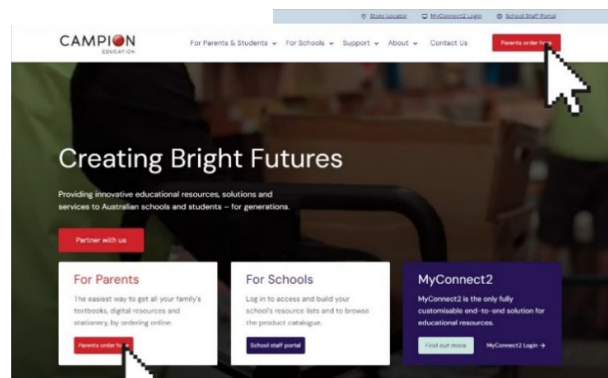 Store Locator MyConnect2 Login School Staff Portal
CAMPION
EDUCATION
For Parents & Students For Schools Support About Contact Us Parents order
Creating Bright Futures
Providing innovative educational resources, solutions and
services to Australian schools and students – for generations.
Partner with us
For Parents
The easiest way to get all your family's
textbooks, digital resources and
stationery, by ordering online.
Parents order
For Schools
Log in to access and build your
school's resource lists and to browse
the product catalogue.
School staff portal
MyConnect2
MyConnect2 is the only fully
customisable end-to-end solution for
educational resources.
Find out more MyConnect2 Login →